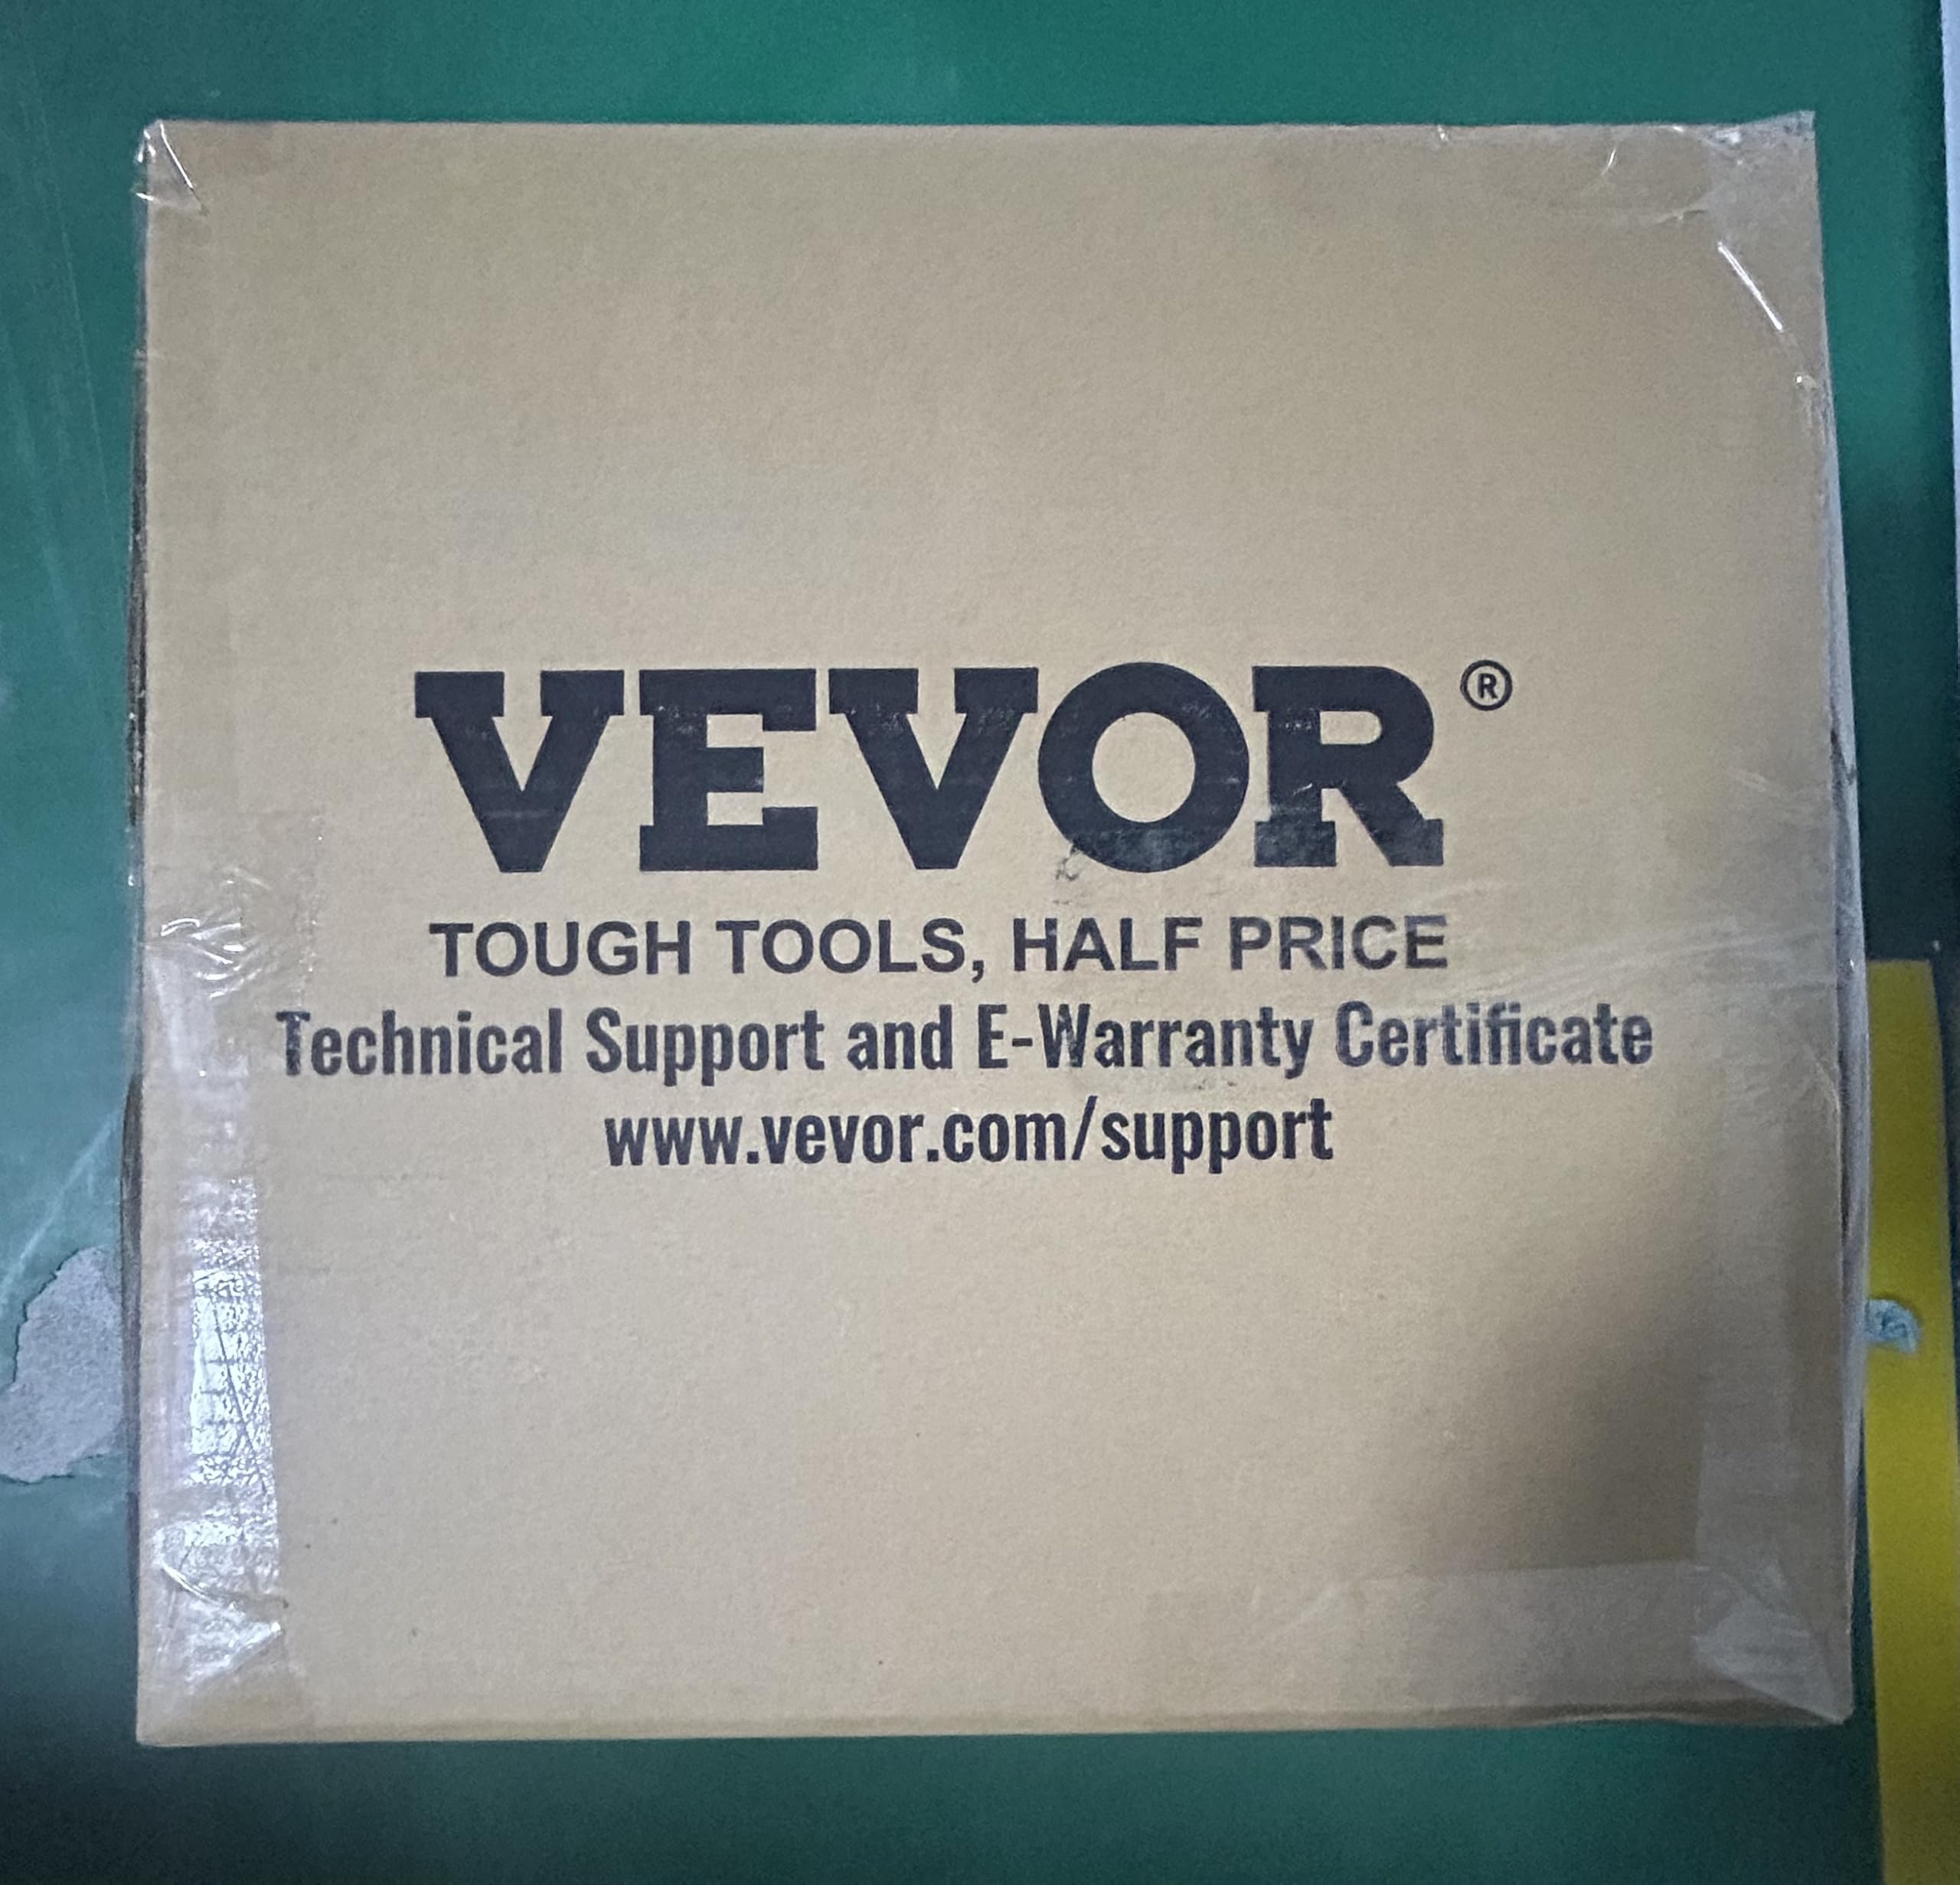 VEVOR®
TOUGH TOOLS, HALF PRICE
Technical Support and E-Warranty Certificate
www.vevor.com/support